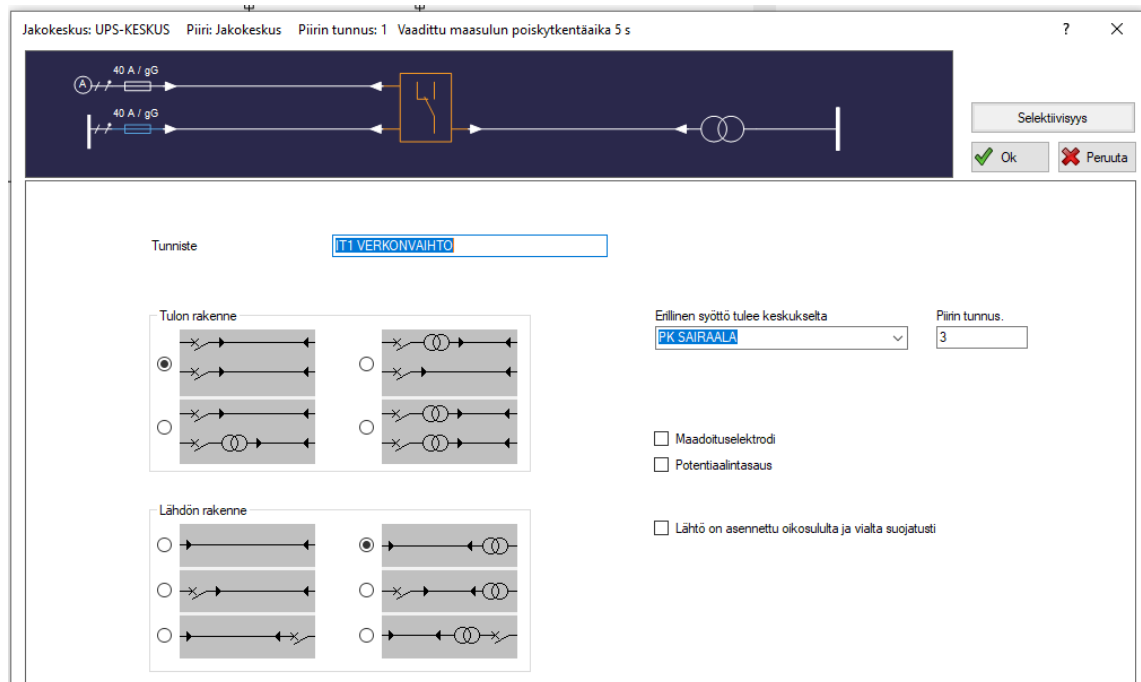 Jakokeskus: UPS-KESKUS Piiri: Jakokeskus Piirin tunnus: 1 Vaadittu maasulun poiskytkentäaika 5 s ? ×
40 A / gG
A
40 A / gG
Selektiivisyys
Ok Peruuta
Tunniste IT1 VERKONVAIHTO
Tulon rakenne
Erillinen syöttö tulee keskukselta Piirin tunnus.
PK SAIRAALA 3
Maadoituselektrodi
Potentiaalintasaus
Lähdön rakenne
Lähtö on asennettu oikosululta ja vialta suojatusti